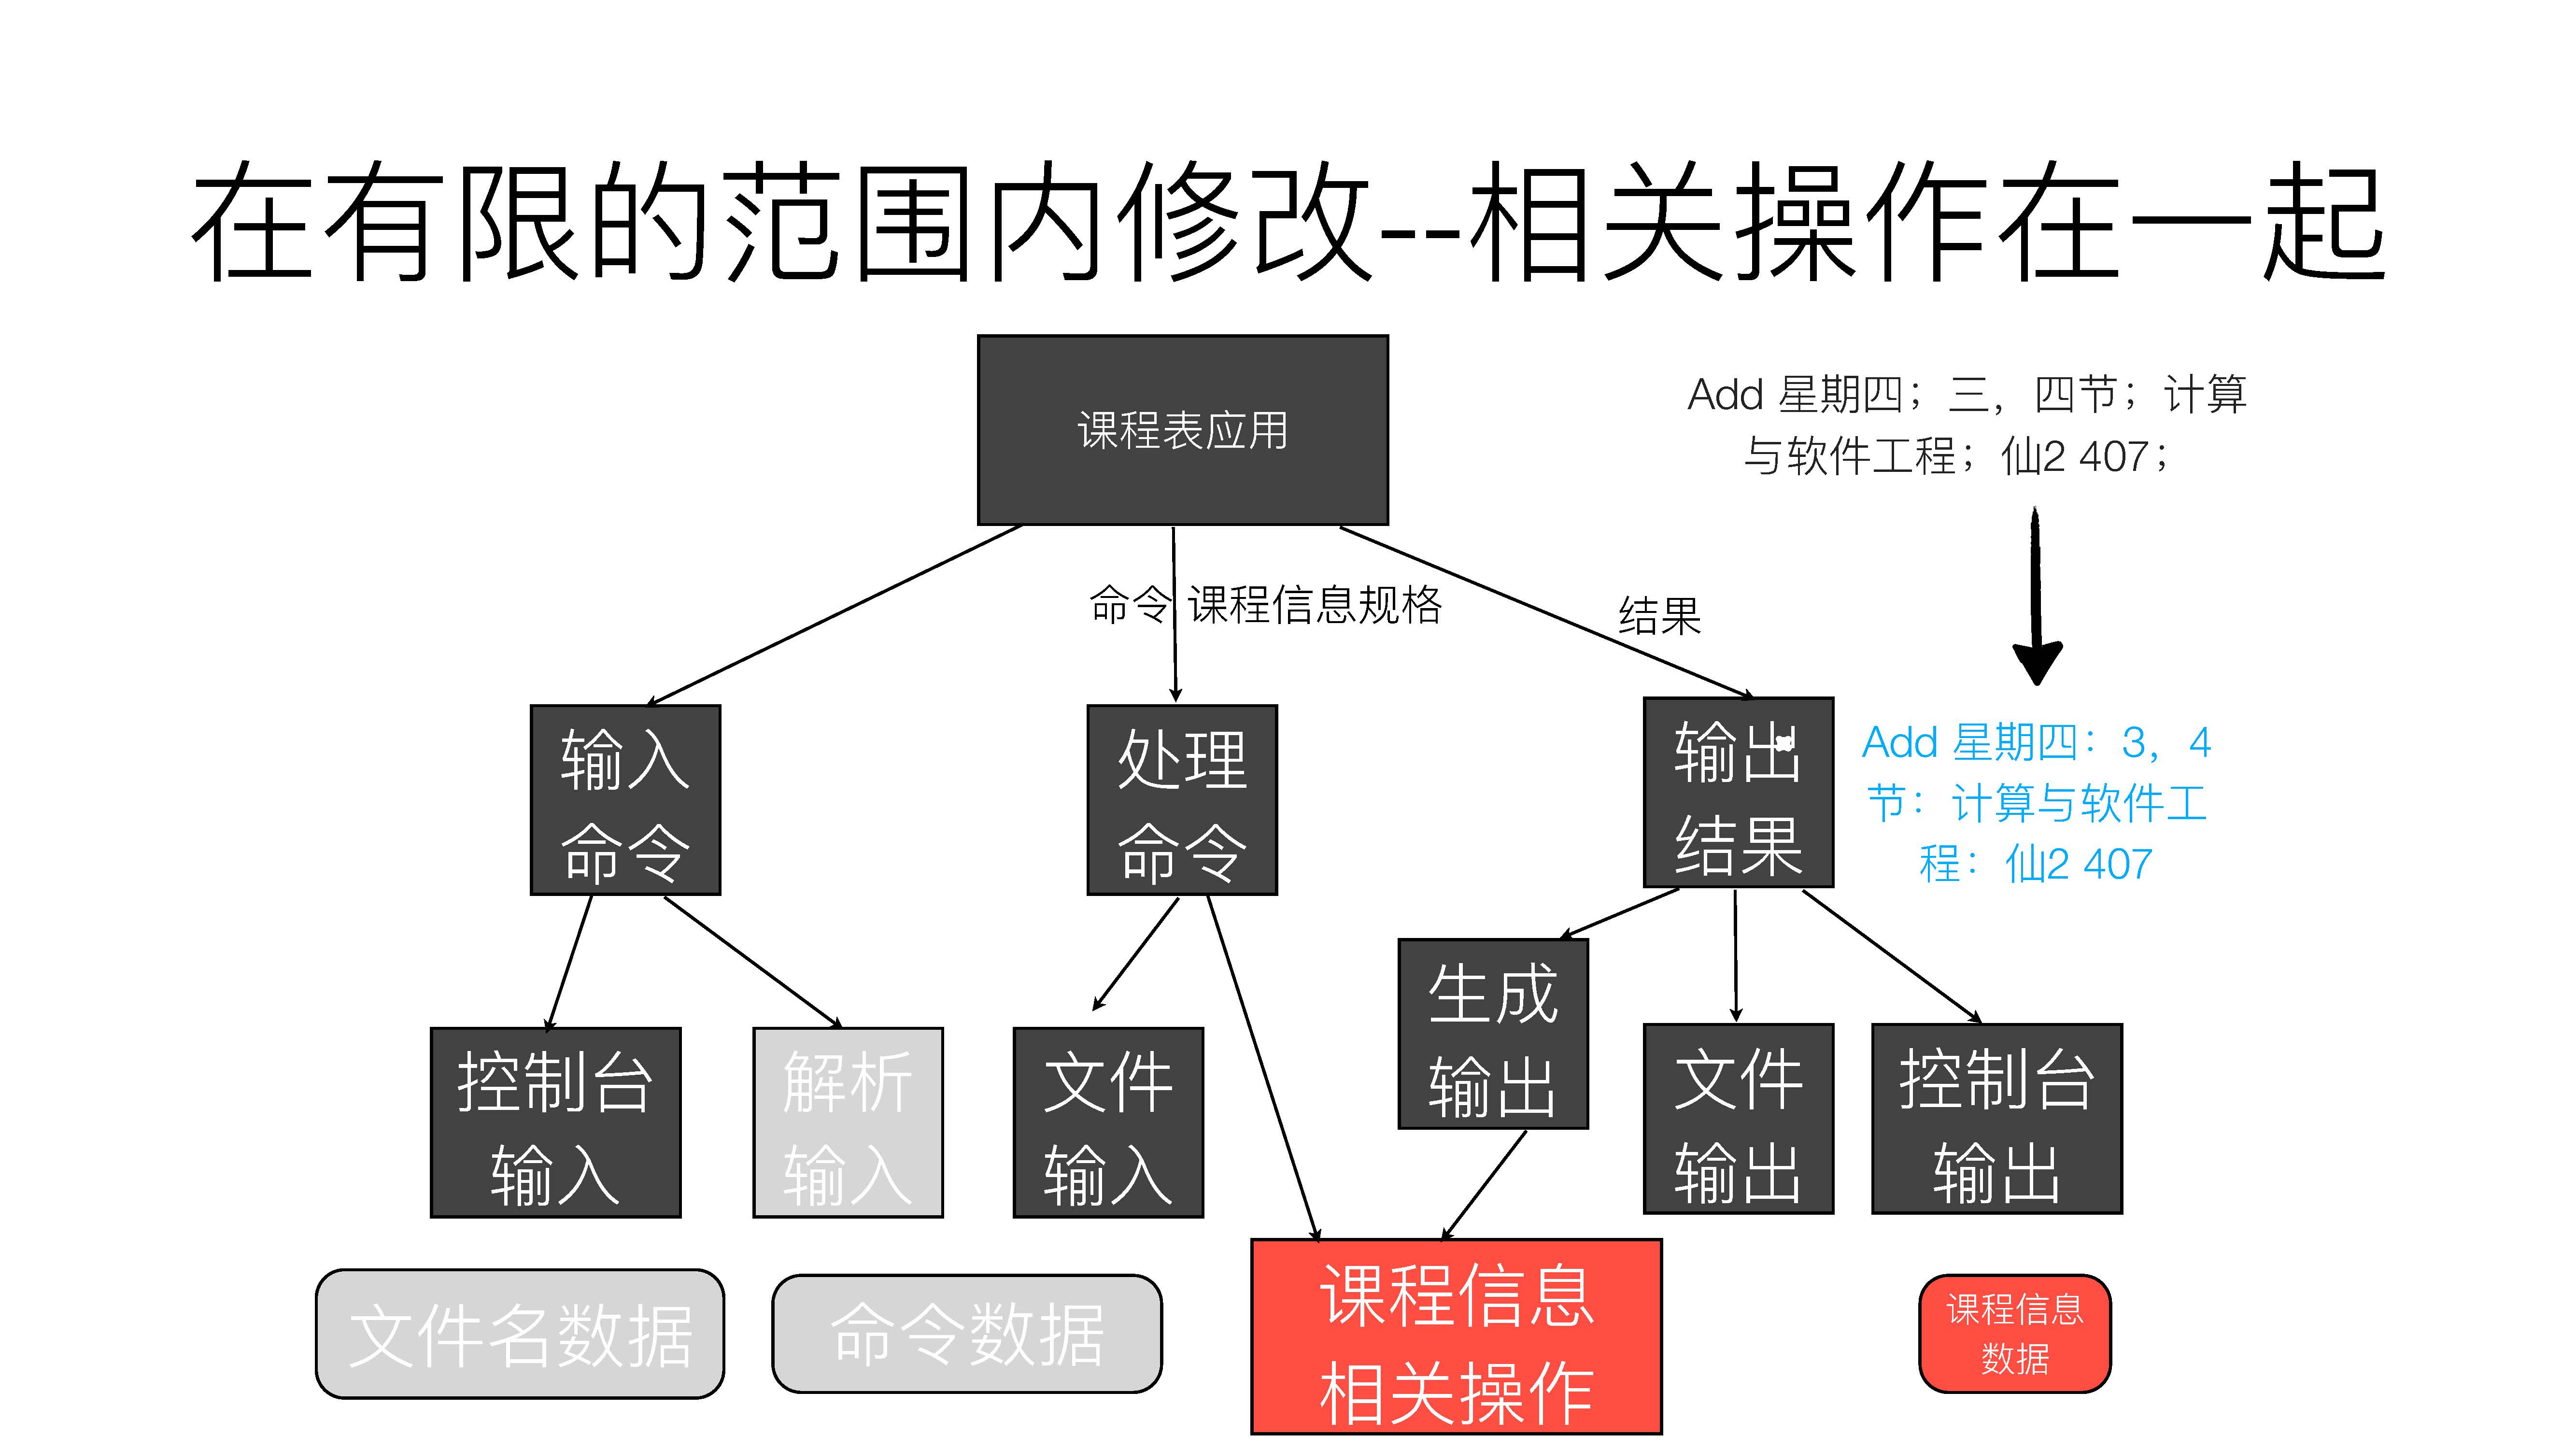 在有限的范围内修改--相关操作在一起
课程表应用
Add 星期四；三，四节；计算
与软件工程；仙2 407；
命令 课程信息规格
结果
输入
命令
处理
命令
输出
结果
Add 星期四：3，4
节：计算与软件工
程：仙2 407
控制台
输入
解析
输入
文件
输入
生成
输出
文件
输出
控制台
输出
文件名数据
命令数据
课程信息
相关操作
课程信息
数据